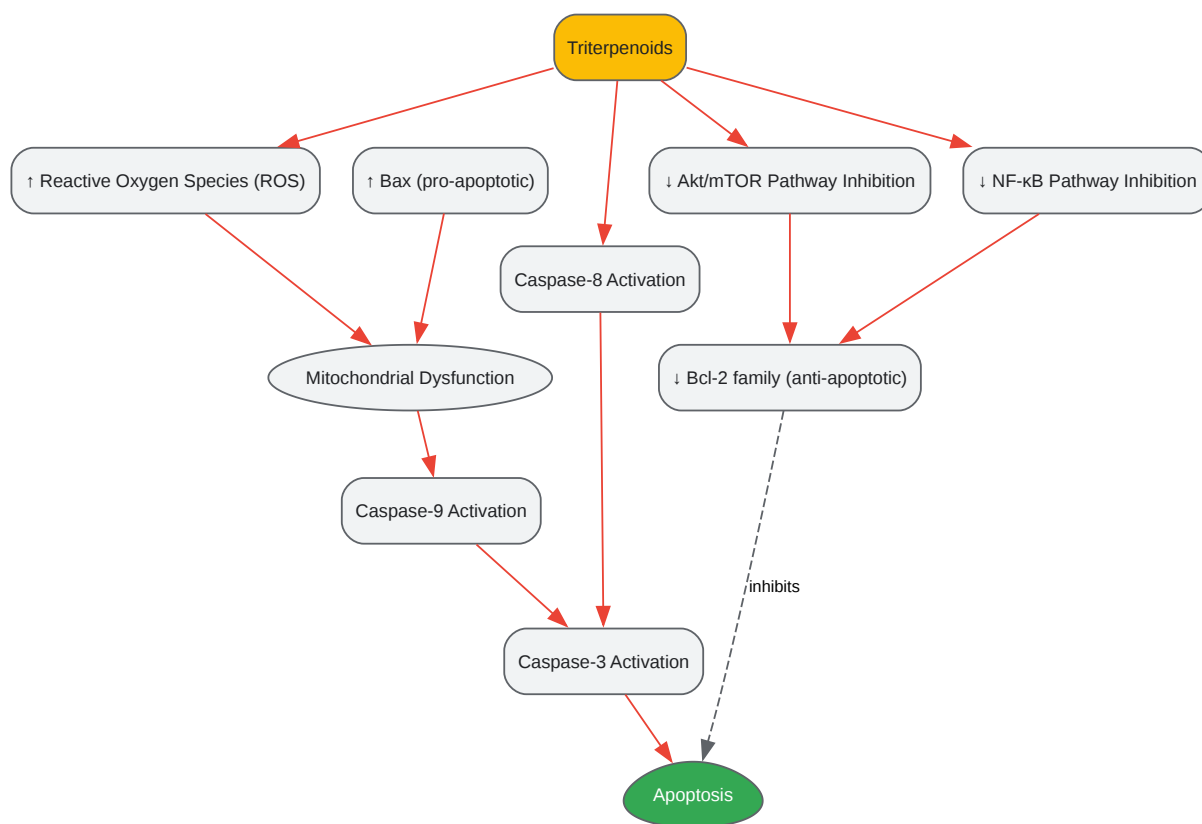 Triterpenoids
↑ Reactive Oxygen Species (ROS)
↑ Bax (pro-apoptotic)
↓ Akt/mTOR Pathway Inhibition
↓ NF-κB Pathway Inhibition
Caspase-8 Activation
Mitochondrial Dysfunction
↓ Bcl-2 family (anti-apoptotic)
Caspase-9 Activation
inhibits
Caspase-3 Activation
Apoptosis